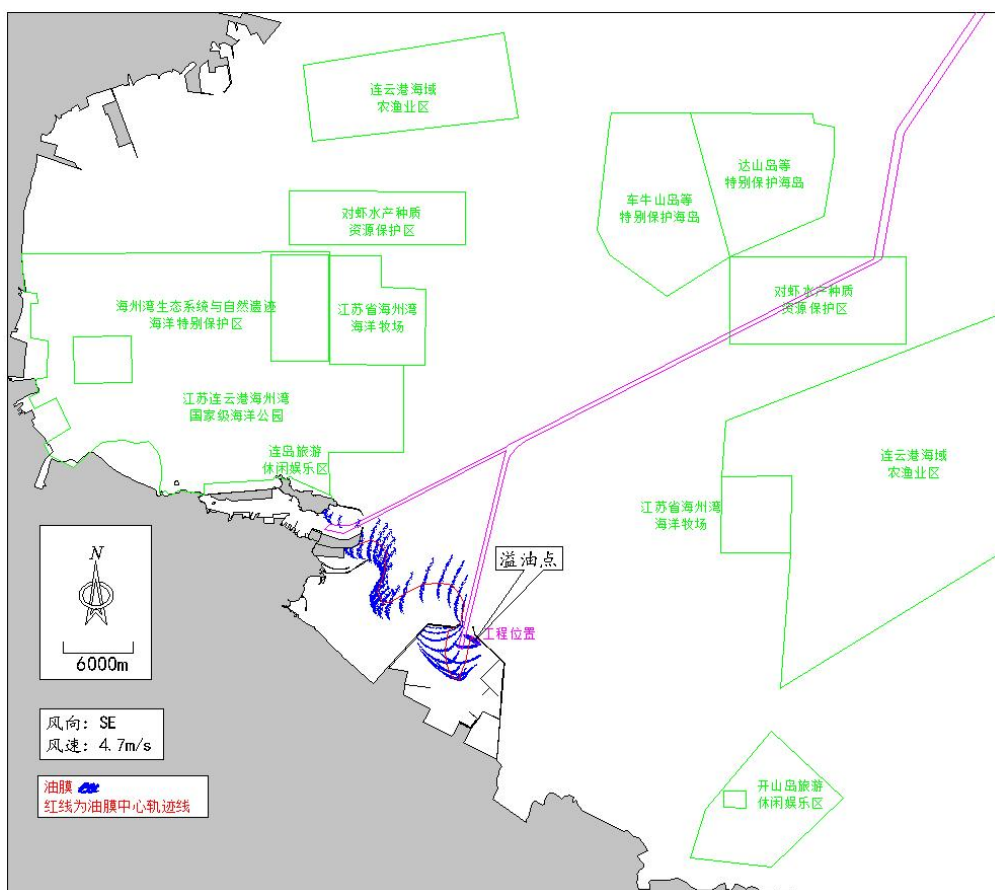 连云港海域
农渔业区
达山岛等
特别保护海岛
车牛山岛等
特别保护海岛
对虾水产种质
资源保护区
对虾水产种质
资源保护区
海州湾生态系统与自然遗迹
海洋特别保护区
江苏省海州湾
海洋牧场
江苏连云港海州湾
国家级海洋公园
连岛旅游
休闲娱乐区
连云港海域
农渔业区
江苏省海州湾
海洋牧场
N
6000m
溢油点
工程位置
风向: SE
风速: 4.7m/s
油膜
红线为油膜中心轨迹线
开山岛旅游
休闲娱乐区